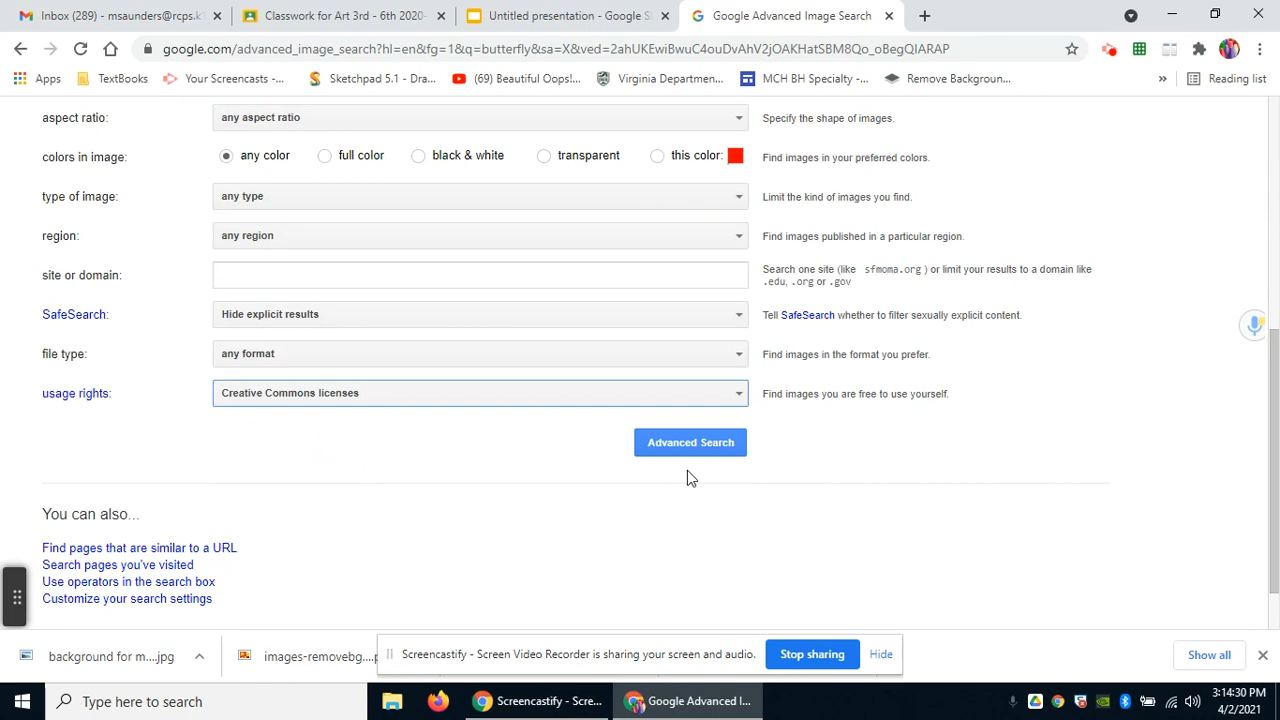 Inbox (289) - msaunders@rcps.k1
Classwork for Art 3rd - 6th 2020-
Untitled presentation - Google S
Google Advanced Image Search
google.com/advanced_image_search?hl=en&fg=1&q=butterfly&sa=X&ved=2ahUKEwiBwuC4ouDvAhV2jOAKHatSBM8Qo_oBegQIARAP
Apps
TextBooks
Your Screencasts -...
Sketchpad 5.1 - Dra...
(69) Beautiful Oops!...
Virginia Departmen...
MCH BH Specialty -...
Remove Backgroun...
»
Reading list
aspect ratio:
any aspect ratio
Specify the shape of images.
colors in image:
any color
full color
black & white
transparent
this color:
Find images in your preferred colors.
type of image:
any type
Limit the kind of images you find.
region:
any region
Find images published in a particular region.
site or domain:
Search one site (like sfmoma.org ) or limit your results to a domain like
.edu, .org or .gov
SafeSearch:
Hide explicit results
Tell SafeSearch whether to filter sexually explicit content.
file type:
any format
Find images in the format you prefer.
usage rights:
Creative Commons licenses
Find images you are free to use yourself.
Advanced Search
You can also...
Find pages that are similar to a URL
Search pages you've visited
Use operators in the search box
Customize your search settings
background for m....jpg
images-removebg....p
Screencastify - Screen Video Recorder is sharing your screen and audio.
Stop sharing
Hide
Show all
Type here to search
Screencastify - Scre...
Google Advanced I...
3:14:30 PM
4/2/2021